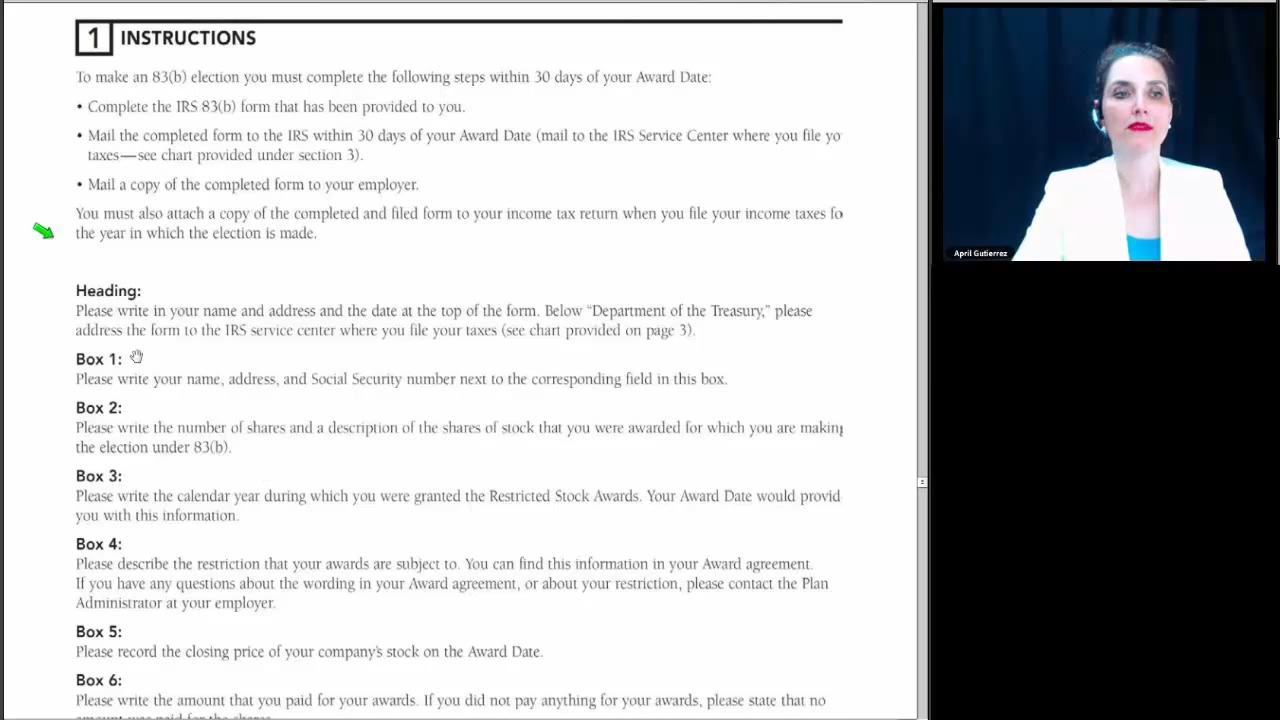 1 INSTRUCTIONS
To make an 83(b) election you must complete the following steps within 30 days of your Award Date:
• Complete the IRS 83(b) form that has been provided to you.
• Mail the completed form to the IRS within 30 days of your Award Date (mail to the IRS Service Center where you file yo
taxes—see chart provided under section 3).
• Mail a copy of the completed form to your employer.
You must also attach a copy of the completed and filed form to your income tax return when you file your income taxes fo
the year in which the election is made.
Heading:
Please write in your name and address and the date at the top of the form. Below “Department of the Treasury,” please
address the form to the IRS service center where you file your taxes (see chart provided on page 3).
Box 1:
Please write your name, address, and Social Security number next to the corresponding field in this box.
Box 2:
Please write the number of shares and a description of the shares of stock that you were awarded for which you are making
the election under 83(b).
Box 3:
Please write the calendar year during which you were granted the Restricted Stock Awards. Your Award Date would provid
you with this information.
Box 4:
Please describe the restriction that your awards are subject to. You can find this information in your Award agreement.
If you have any questions about the wording in your Award agreement, or about your restriction, please contact the Plan
Administrator at your employer.
Box 5:
Please record the closing price of your company’s stock on the Award Date.
Box 6:
Please write the amount that you paid for your awards. If you did not pay anything for your awards, please state that no
amount was paid for the shares.
April Gutierrez